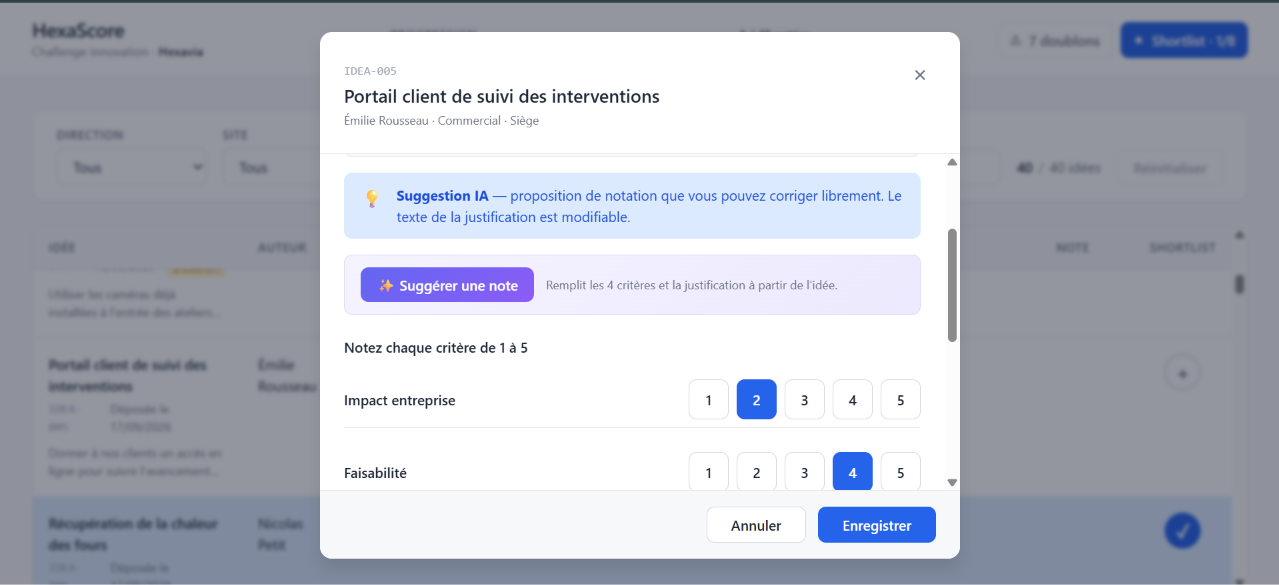 HexaScore
Challenge innovation · Hexavia
7 doublons
Shortlist · 1/8
IDEA-005
Portail client de suivi des interventions
Émilie Rousseau · Commercial · Siège
DIRECTION
SITE
Tous
Tous
40 / 40 idées
Réinitialiser
Suggestion IA — proposition de notation que vous pouvez corriger librement. Le
texte de la justification est modifiable.
✨ Suggérer une note
Remplit les 4 critères et la justification à partir de l'idée.
Notez chaque critère de 1 à 5
Impact entreprise
1 2 3 4 5
Faisabilité
1 2 3 4 5
Annuler
Enregistrer
IDÉE
AUTEUR
NOTE
SHORTLIST
Utiliser les caméras déjà
installées à l'entrée des ateliers…
Portail client de suivi des
interventions
Émilie
Rousseau
Déposée le
17/09/2026
Donner à nos clients un accès en
ligne pour suivre l'avancement…
Récupération de la chaleur
des fours
Nicolas
Petit
Déposée le